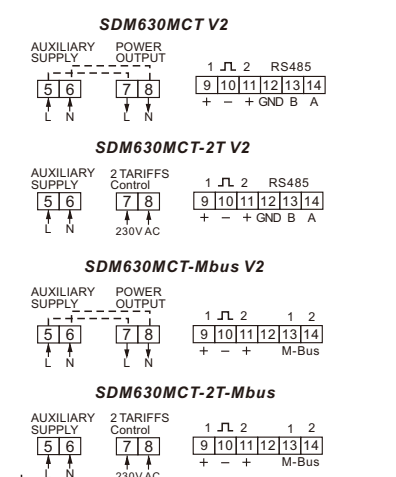 SDM630MCT V2
AUXILIARY SUPPLY POWER OUTPUT
1 2 RS485
5 6 7 8 9 10 11 12 13 14
+ – + GND B A
L N L N
SDM630MCT-2T V2
AUXILIARY SUPPLY 2 TARIFFS Control
1 2 RS485
5 6 7 8 9 10 11 12 13 14
+ – + GND B A
L N 230V AC
SDM630MCT-Mbus V2
AUXILIARY SUPPLY POWER OUTPUT
1 2 1 2
5 6 7 8 9 10 11 12 13 14
+ – + M-Bus
L N L N
SDM630MCT-2T-Mbus
AUXILIARY SUPPLY 2 TARIFFS Control
1 2 1 2
5 6 7 8 9 10 11 12 13 14
+ – + M-Bus
L N 230V AC